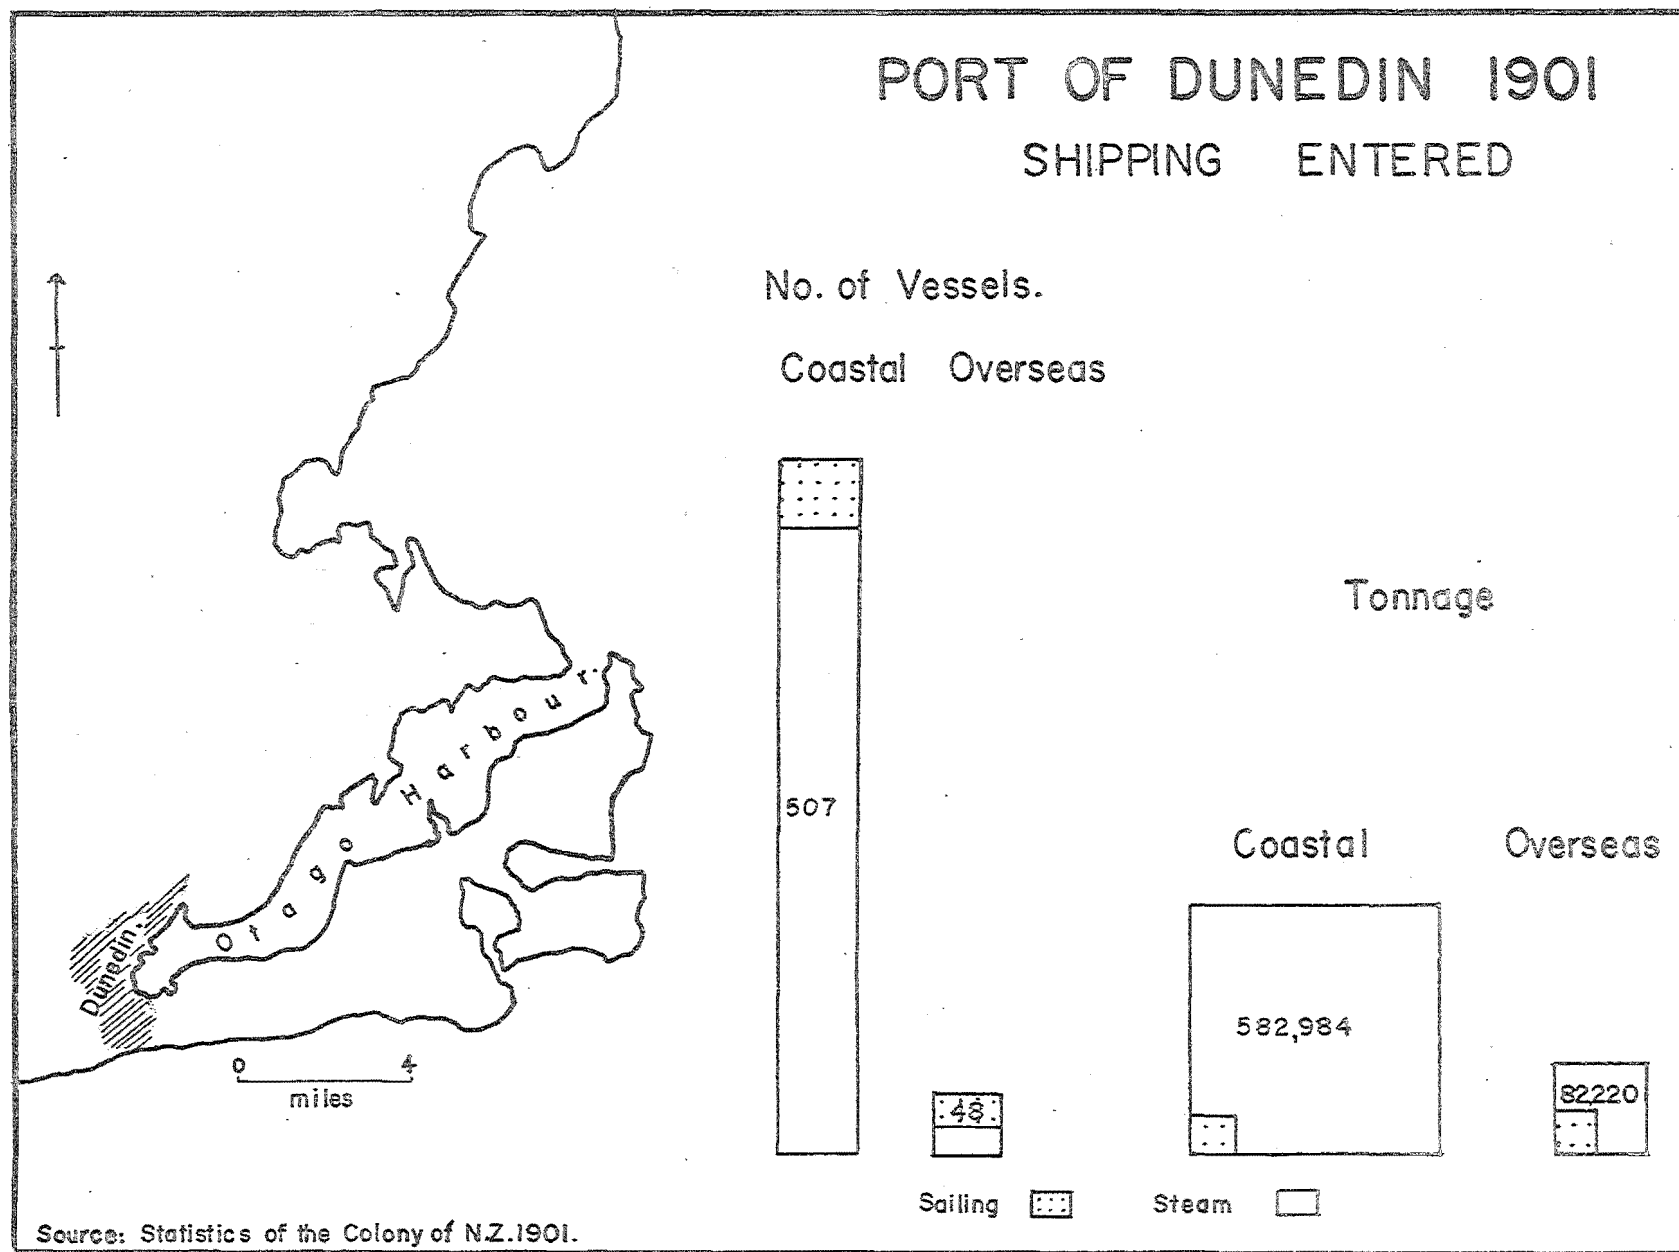 PORT OF DUNEDIN 1901
SHIPPING ENTERED
No. of Vessels.
Coastal Overseas
Tonnage
507
Coastal Overseas
582,984
82220
48
Otago Harbour.
Dunedin.
0 4
miles
Sailing Steam
Source: Statistics of the Colony of N.Z.1901.